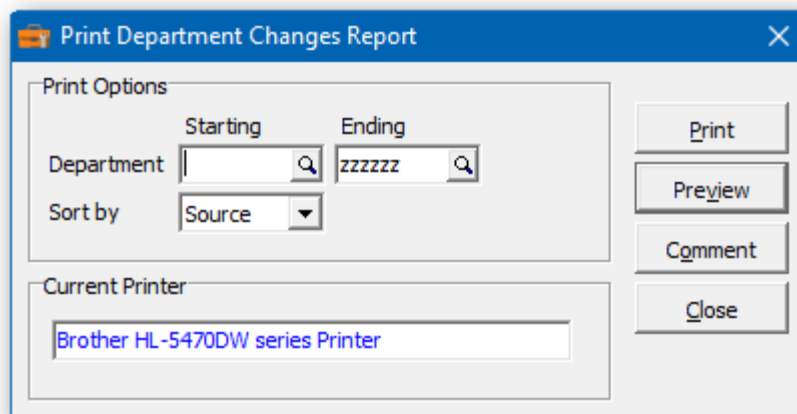 Print Department Changes Report
Print Options
Starting Ending
Department zzzzzz
Sort by Source
Current Printer
Brother HL-5470DW series Printer
Print
Preview
Comment
Close